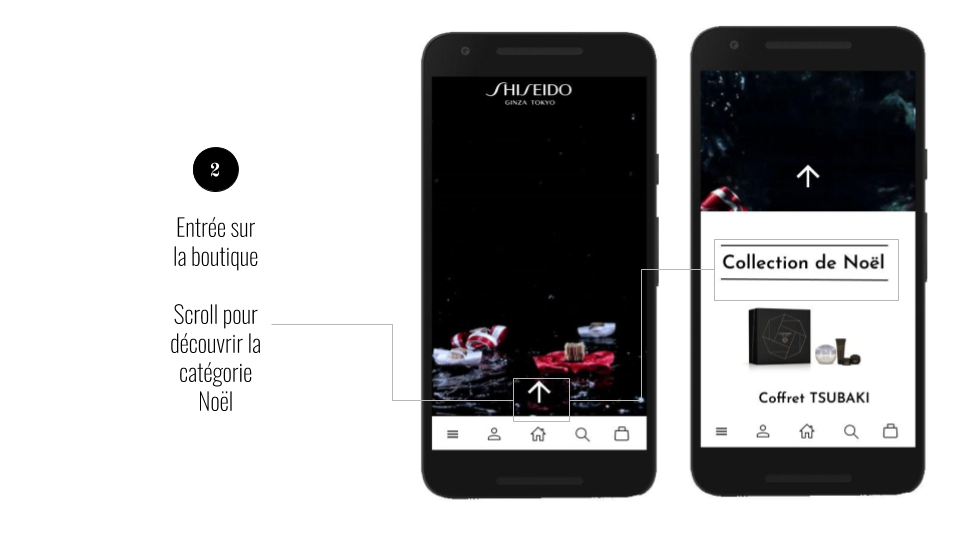 2
Entrée sur
la boutique
Scroll pour
découvrir la
catégorie
Noël
SHISEIDO
GINZA TOKYO
Collection de Noël
Coffret TSUBAKI